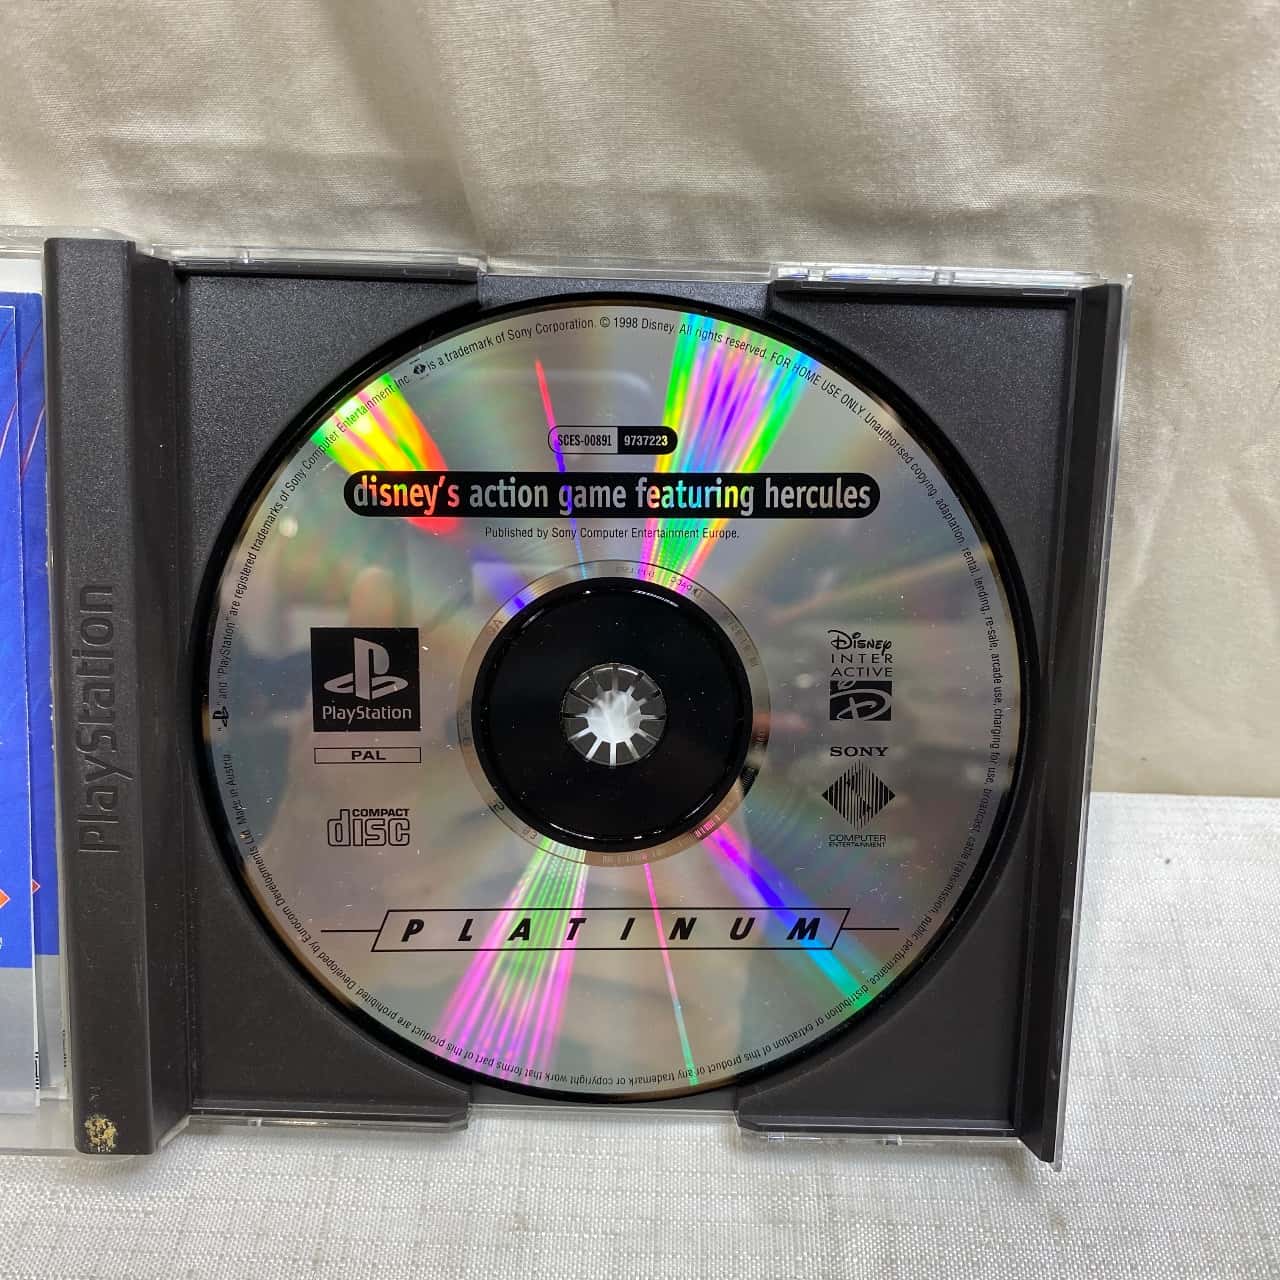 PlayStation
SCES-00891 9737223
disney's action game featuring hercules
Published by Sony Computer Entertainment Europe.
PlayStation
PAL
COMPACT
disc
DISNEY
INTER
ACTIVE
D
SONY
COMPUTER
ENTERTAINMENT
PLATINUM
" and "PlayStation" are registered trademarks of Sony Computer Entertainment Inc. is a trademark of Sony Corporation. © 1998 Disney. All rights reserved. FOR HOME USE ONLY. Unauthorised copying, adaptation, rental, lending, re-sale, arcade use, charging for use, broadcast, cable transmission, public performance, distribution or extraction of this product or any trademark or copyright work that forms part of this product are prohibited. Developed by Eurocom Developments Ltd. Made in Austria.